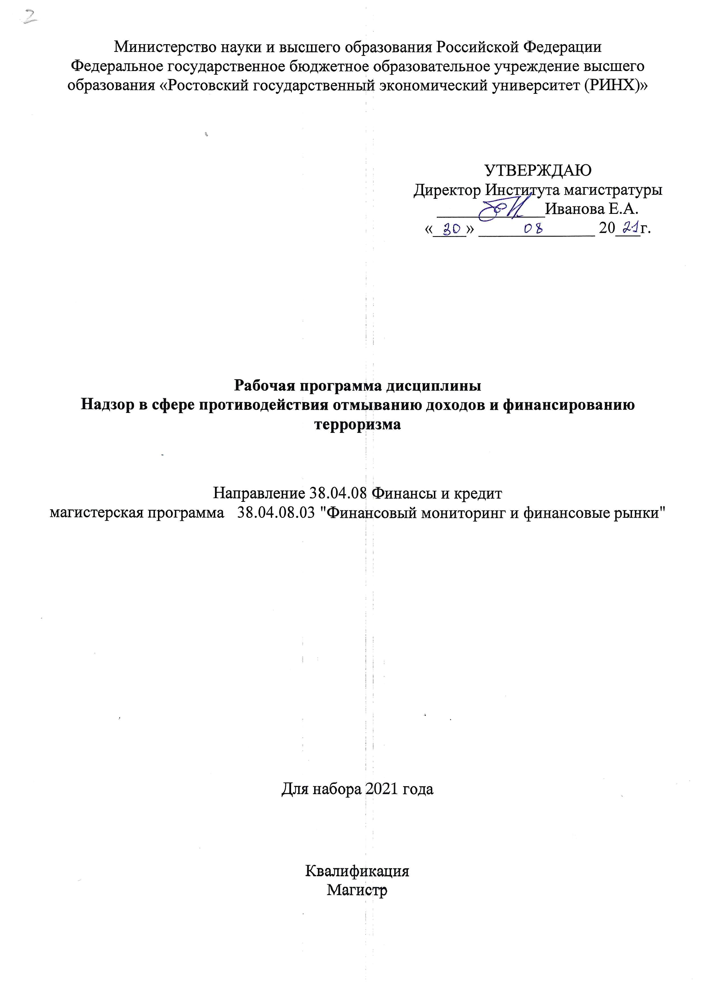 2
Министерство науки и высшего образования Российской Федерации
Федеральное государственное бюджетное образовательное учреждение высшего
образования «Ростовский государственный экономический университет (РИНХ)»
УТВЕРЖДАЮ
Директор Института магистратуры
Иванова Е.А.
«30» 08 2021г.
Рабочая программа дисциплины
Надзор в сфере противодействия отмыванию доходов и финансированию
терроризма
Направление 38.04.08 Финансы и кредит
магистерская программа 38.04.08.03 "Финансовый мониторинг и финансовые рынки"
Для набора 2021 года
Квалификация
Магистр